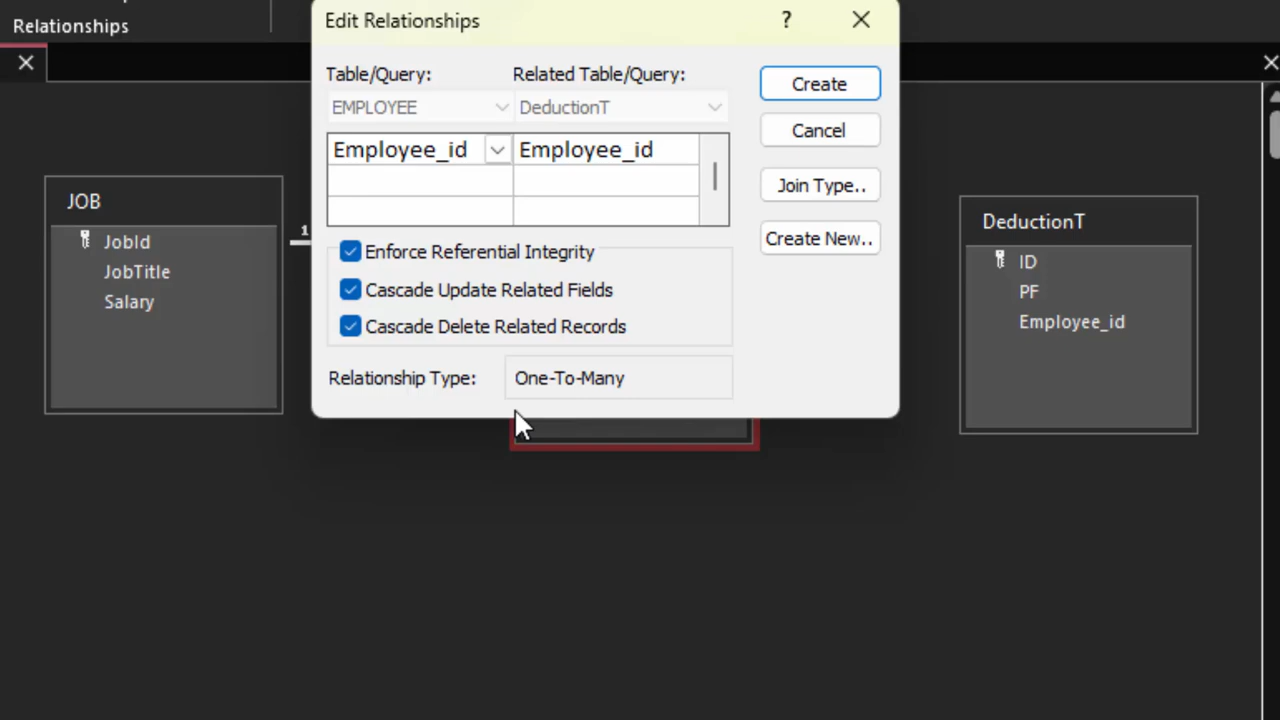 Relationships
Edit Relationships
?
Table/Query:
Related Table/Query:
EMPLOYEE
DeductionT
Employee_id
Employee_id
Enforce Referential Integrity
Cascade Update Related Fields
Cascade Delete Related Records
Relationship Type:
One-To-Many
Create
Cancel
Join Type..
Create New..
JOB
JobId
JobTitle
Salary
1
DeductionT
ID
PF
Employee_id